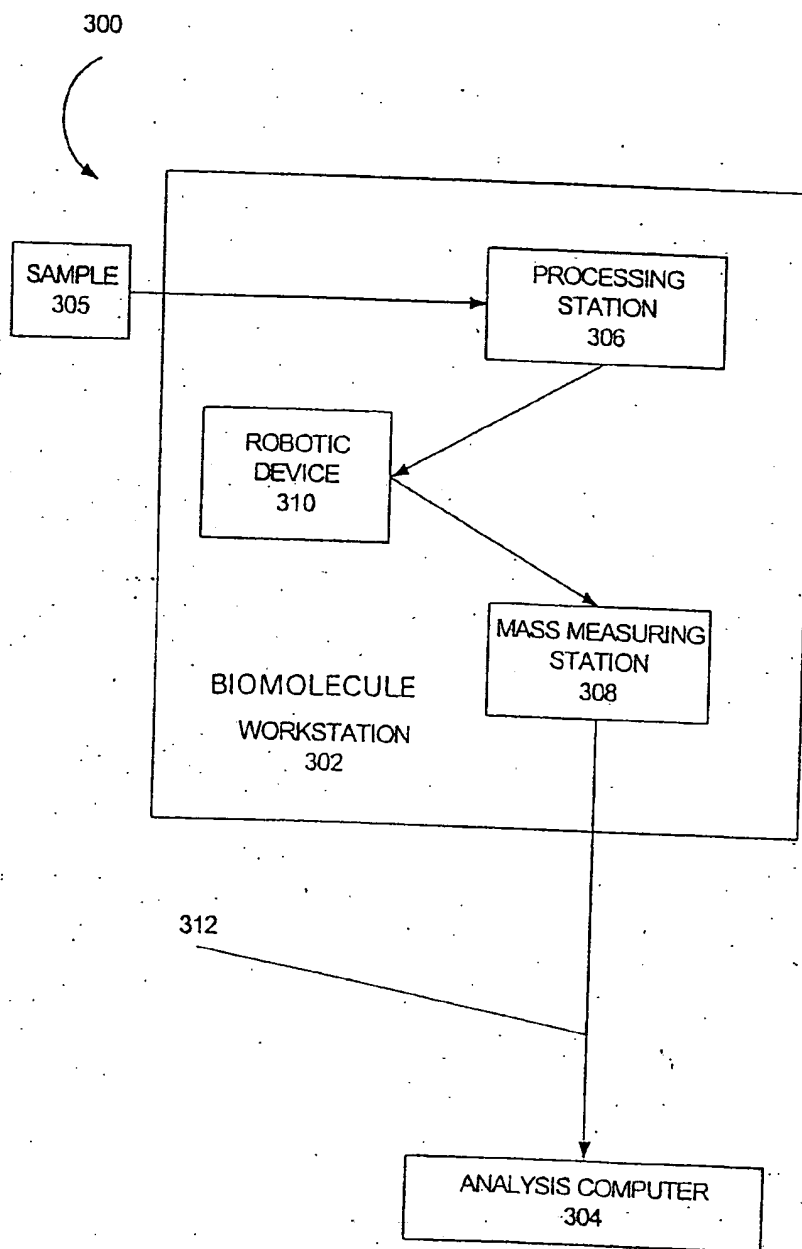 300
SAMPLE
305
PROCESSING
STATION
306
ROBOTIC
DEVICE
310
MASS MEASURING
STATION
308
BIOMOLECULE
WORKSTATION
302
312
ANALYSIS COMPUTER
304